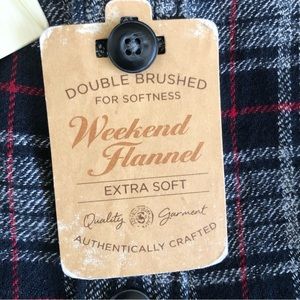 DOUBLE BRUSHED
FOR SOFTNESS
Weekend
Flannel
EXTRA SOFT
Quality Garment
AUTHENTICALLY CRAFTED